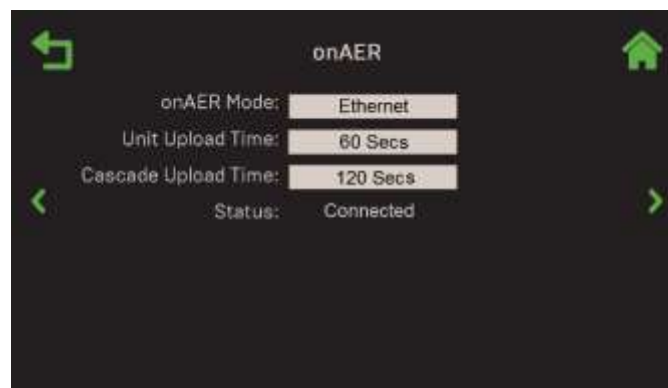 onAER
onAER Mode: Ethernet
Unit Upload Time: 60 Secs
Cascade Upload Time: 120 Secs
Status: Connected